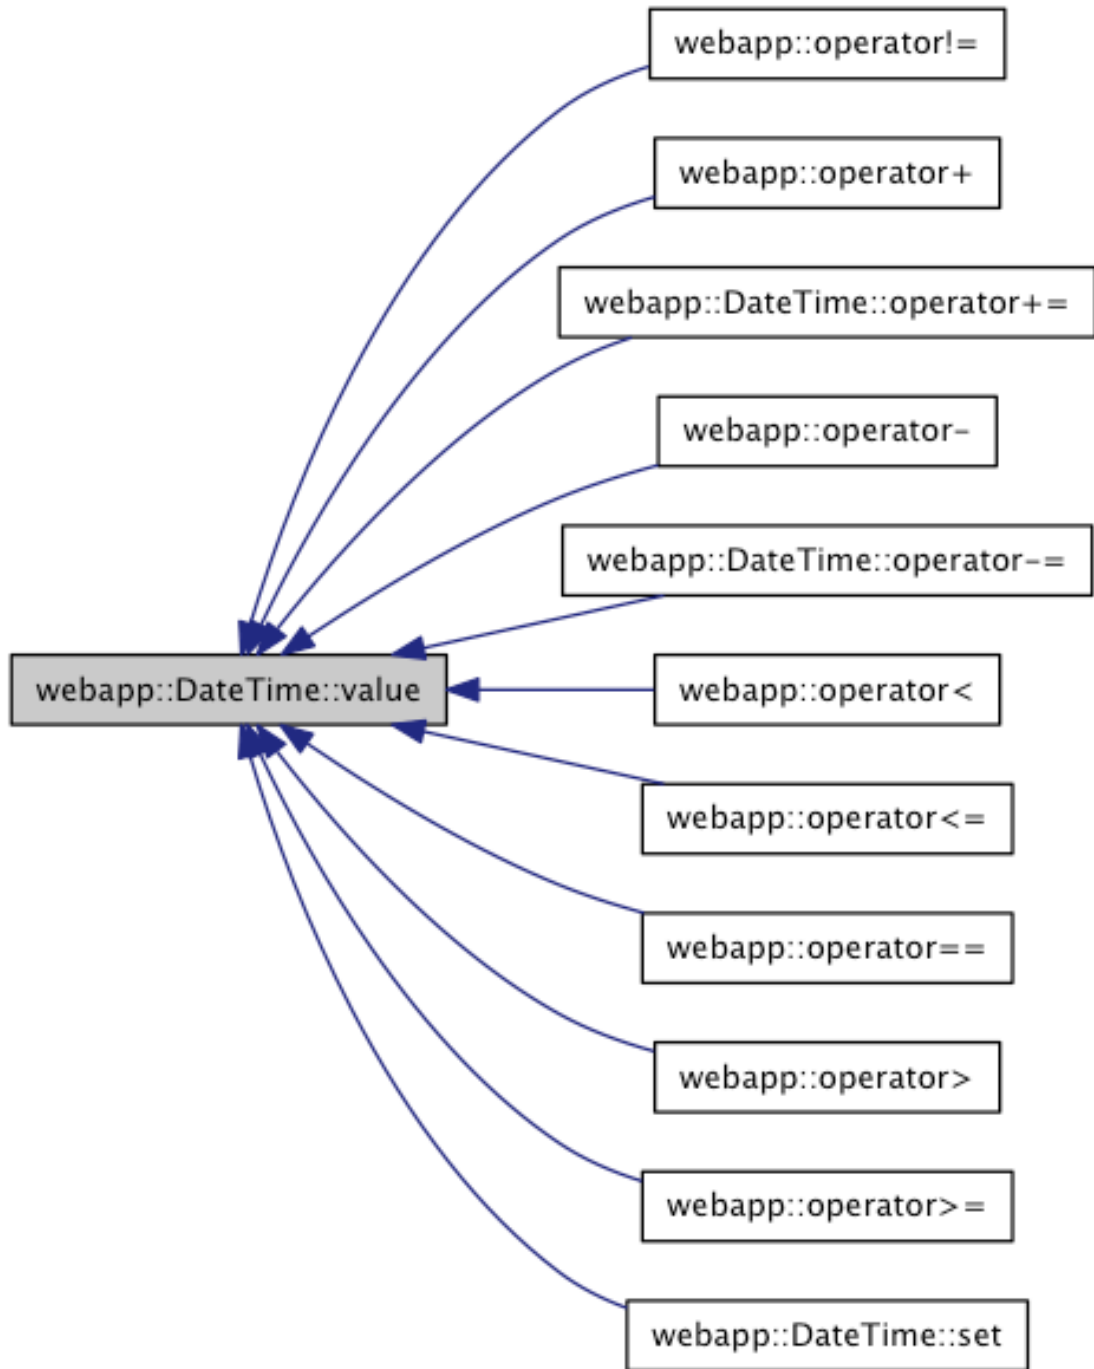 webapp::operator!=
webapp::operator+
webapp::DateTime::operator+=
webapp::operator-
webapp::DateTime::operator-=
webapp::DateTime::value
webapp::operator<
webapp::operator<=
webapp::operator==
webapp::operator>
webapp::operator>=
webapp::DateTime::set